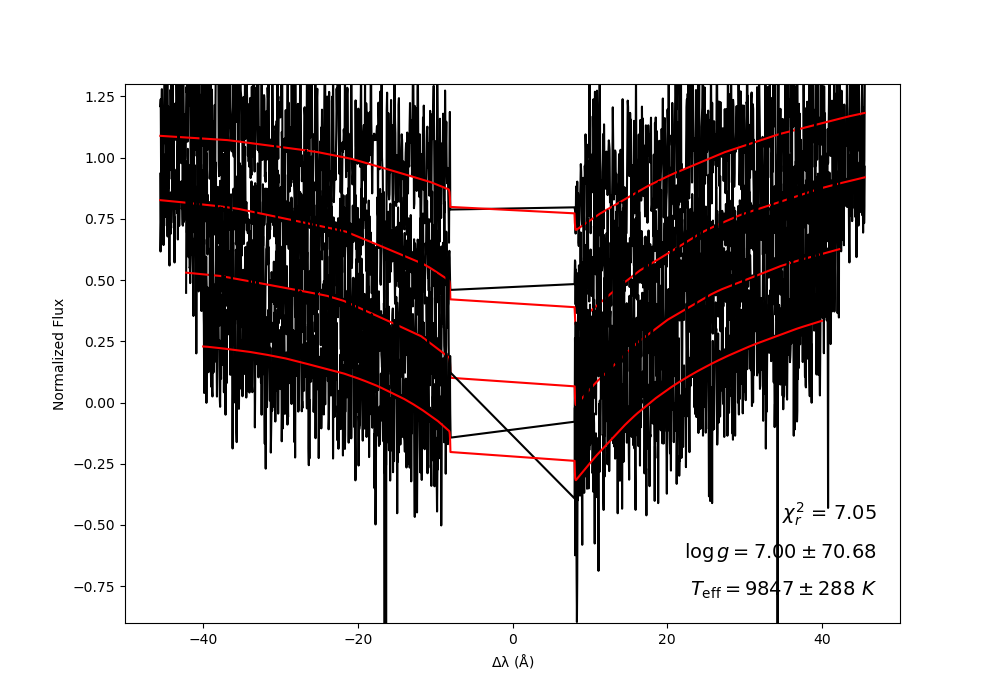 1.25
1.00
0.75
0.50
0.25
0.00
−0.25
−0.50
−0.75
Normalized Flux
χ²ᵣ = 7.05
log g = 7.00 ± 70.68
T_eff = 9847 ± 288 K
−40 −20 0 20 40
Δλ (Å)